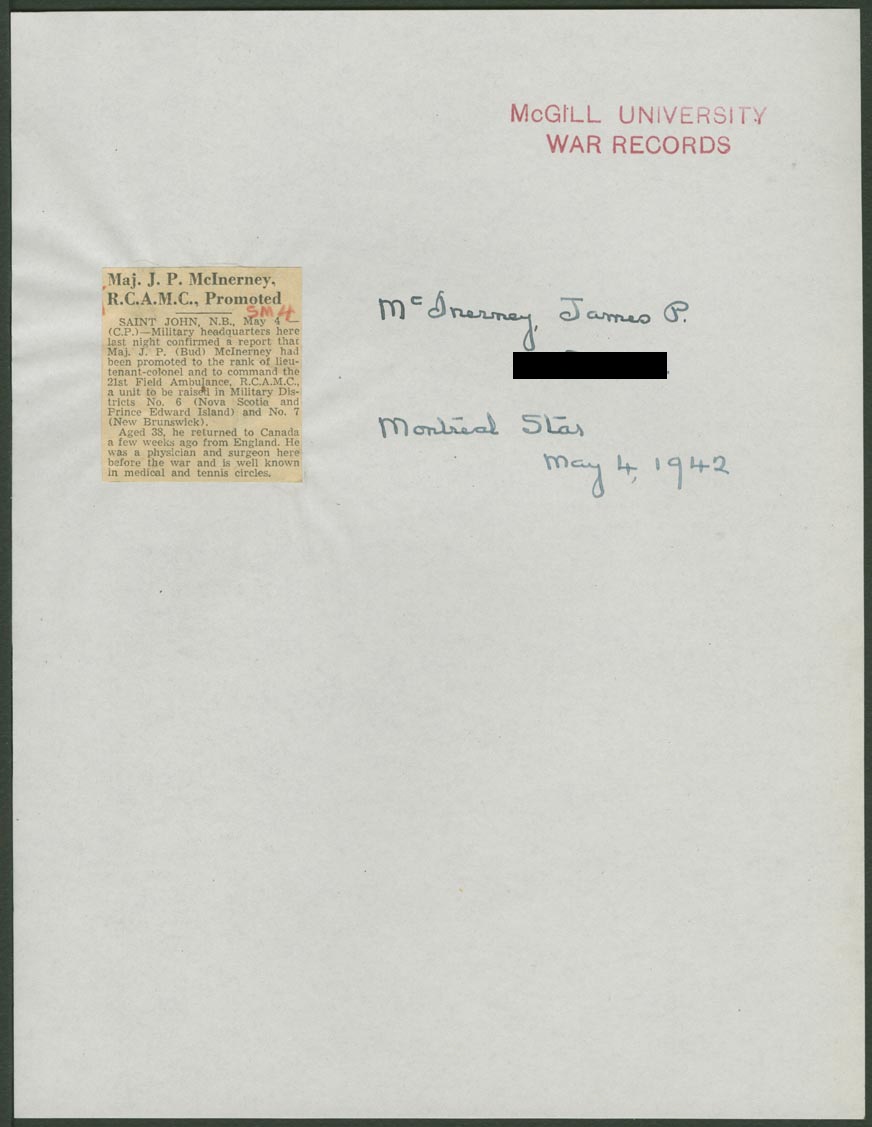 McGILL UNIVERSITY
WAR RECORDS
Maj. J. P. McInerney,
R.C.A.M.C., Promoted
SM4
SAINT JOHN, N.B., May 4 —
(C.P.)—Military headquarters here
last night confirmed a report that
Maj. J. P. (Bud) McInerney had
been promoted to the rank of lieu-
tenant-colonel and to command the
21st Field Ambulance, R.C.A.M.C.,
a unit to be raised in Military Dis-
tricts No. 6 (Nova Scotia and
Prince Edward Island) and No. 7
(New Brunswick).
Aged 38, he returned to Canada
a few weeks ago from England. He
was a physician and surgeon here
before the war and is well known
in medical and tennis circles.
McInerney, James P.
Montreal Star
May 4, 1942